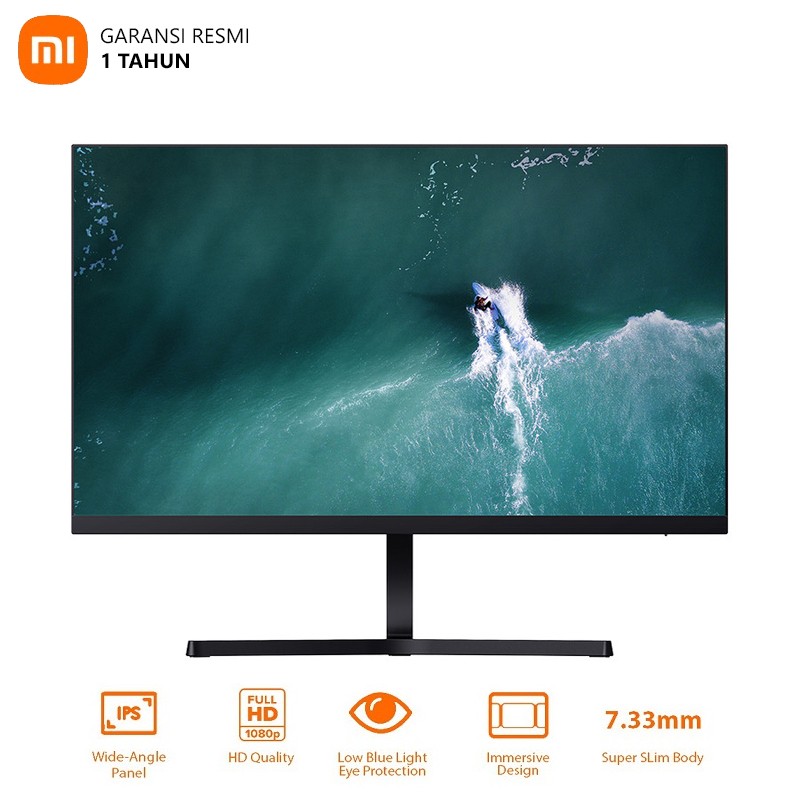 mi
GARANSI RESMI
1 TAHUN
IPS
Wide-Angle
Panel
FULL
HD
1080p
HD Quality
Low Blue Light
Eye Protection
Immersive
Design
7.33mm
Super SLim Body